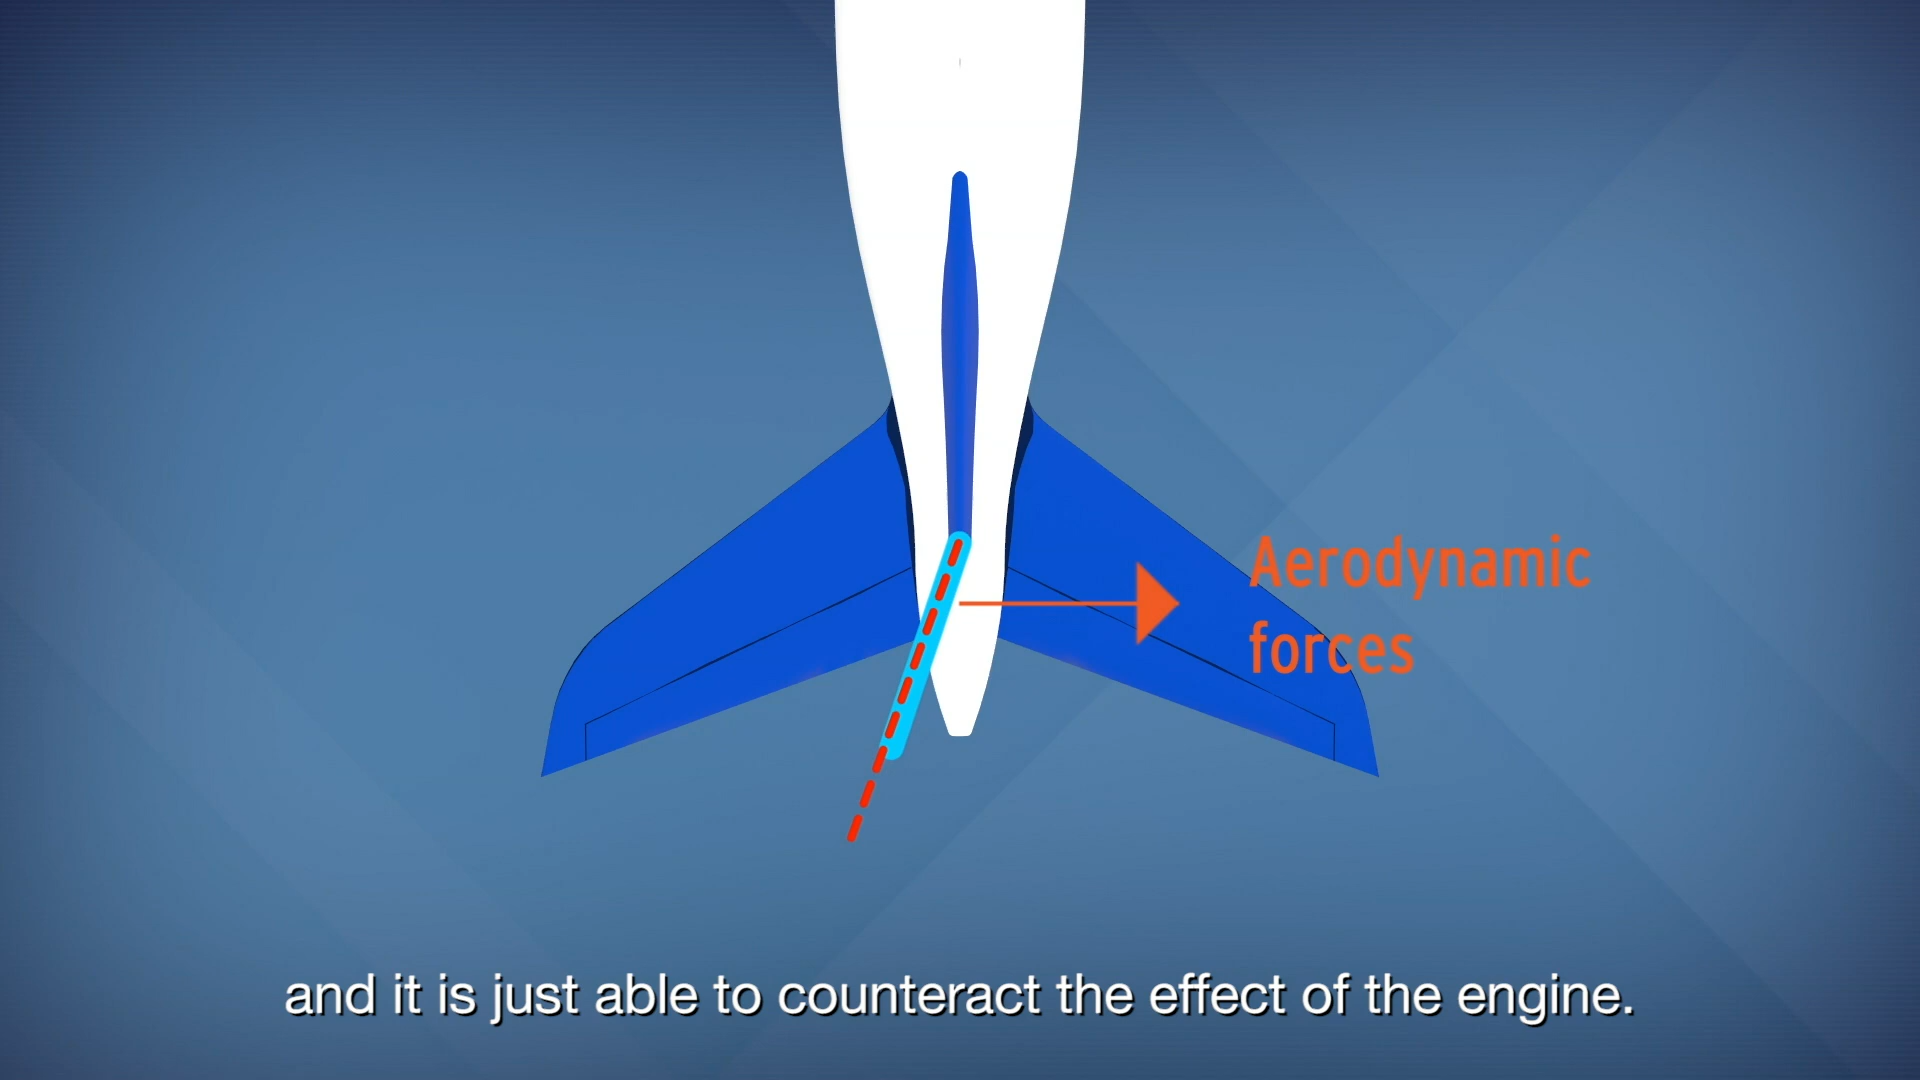 Aerodynamic
forces
and it is just able to counteract the effect of the engine.